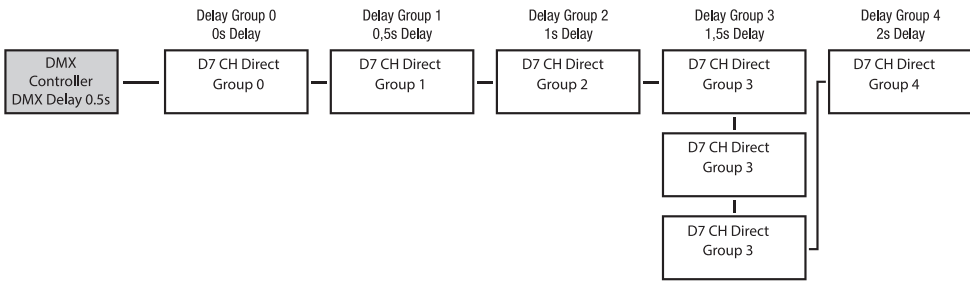 Delay Group 0
0s Delay
Delay Group 1
0,5s Delay
Delay Group 2
1s Delay
Delay Group 3
1,5s Delay
Delay Group 4
2s Delay
DMX
Controller
DMX Delay 0.5s
D7 CH Direct
Group 0
D7 CH Direct
Group 1
D7 CH Direct
Group 2
D7 CH Direct
Group 3
D7 CH Direct
Group 4
D7 CH Direct
Group 3
D7 CH Direct
Group 3